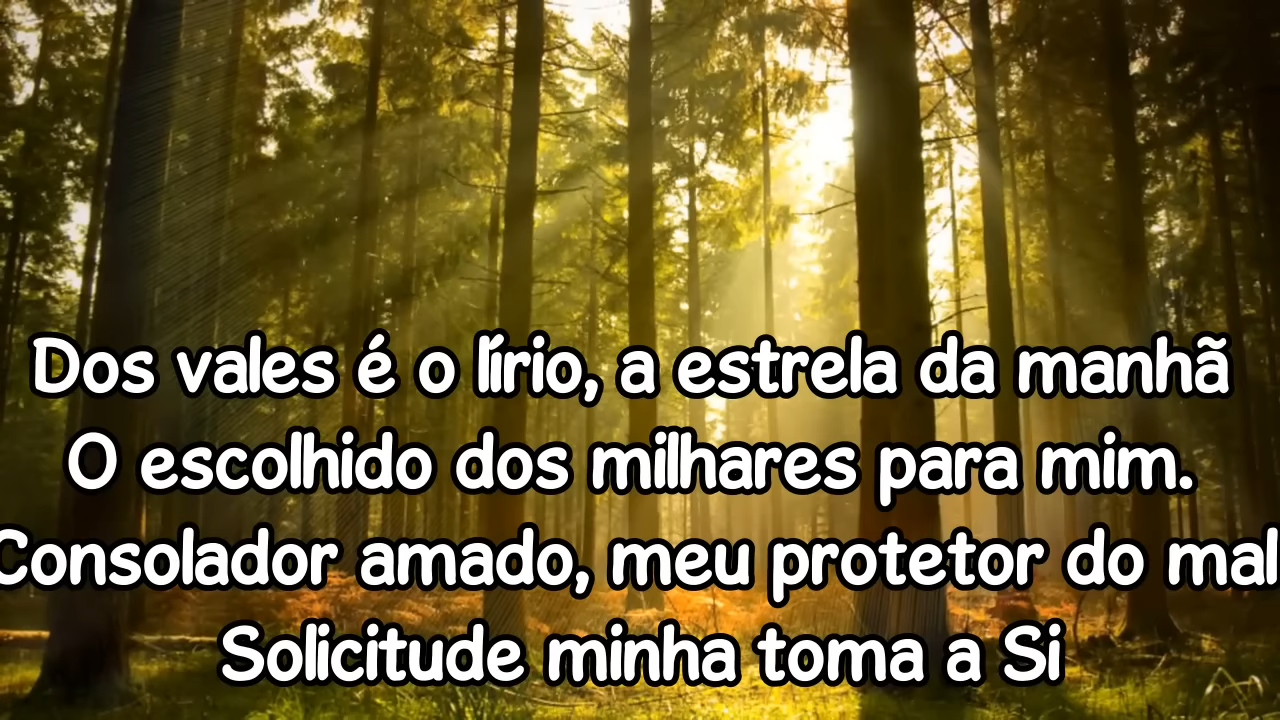 Dos vales é o lírio, a estrela da manhã
O escolhido dos milhares para mim.
Consolador amado, meu protetor do mal
Solicitude minha toma a Si